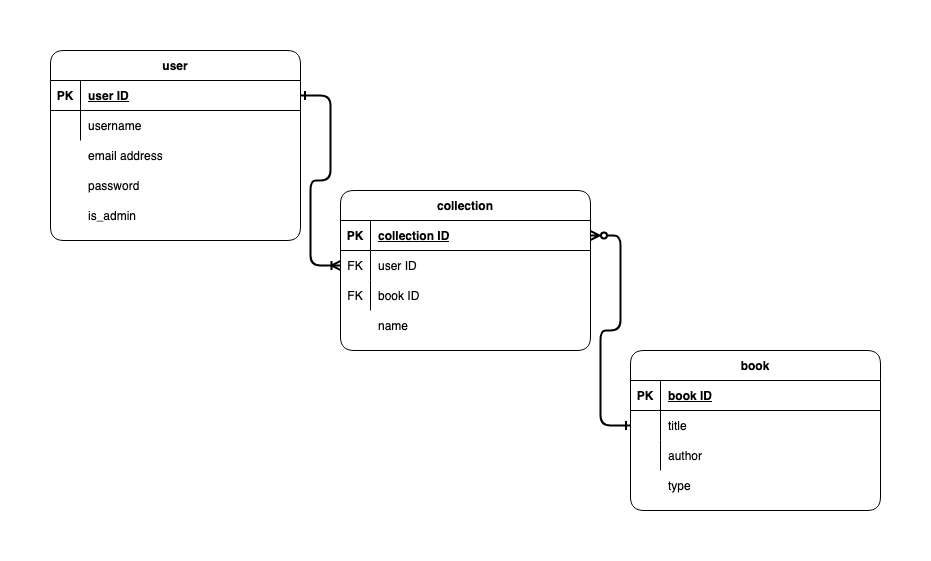 user
PK user ID
username
email address
password
is_admin
collection
PK collection ID
FK user ID
FK book ID
name
book
PK book ID
title
author
type